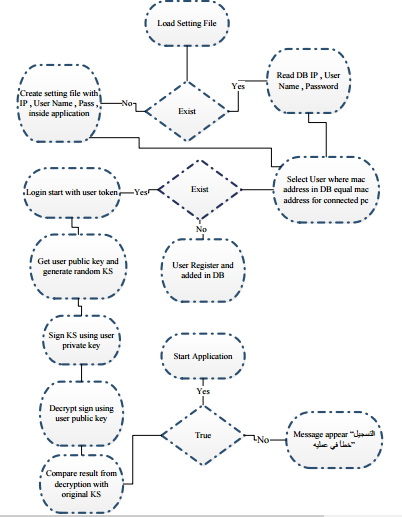 Load Setting File
Create setting file with
IP , User Name , Pass ,
inside application
No
Exist
Yes
Read DB IP , User
Name , Password
Login start with user token
Yes
Exist
Select User where mac
address in DB equal mac
address for connected pc
No
Get user public key and
generate random KS
User Register and
added in DB
Sign KS using user
private key
Start Application
Yes
Decrypt sign using
user public key
True
No
Message appear “التسجيل
خطأ في عمليه”
Compare result from
decryption with
original KS